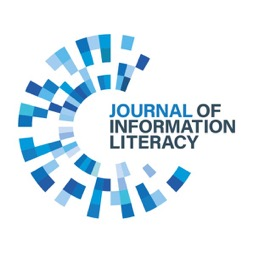 JOURNAL OF
INFORMATION
LITERACY